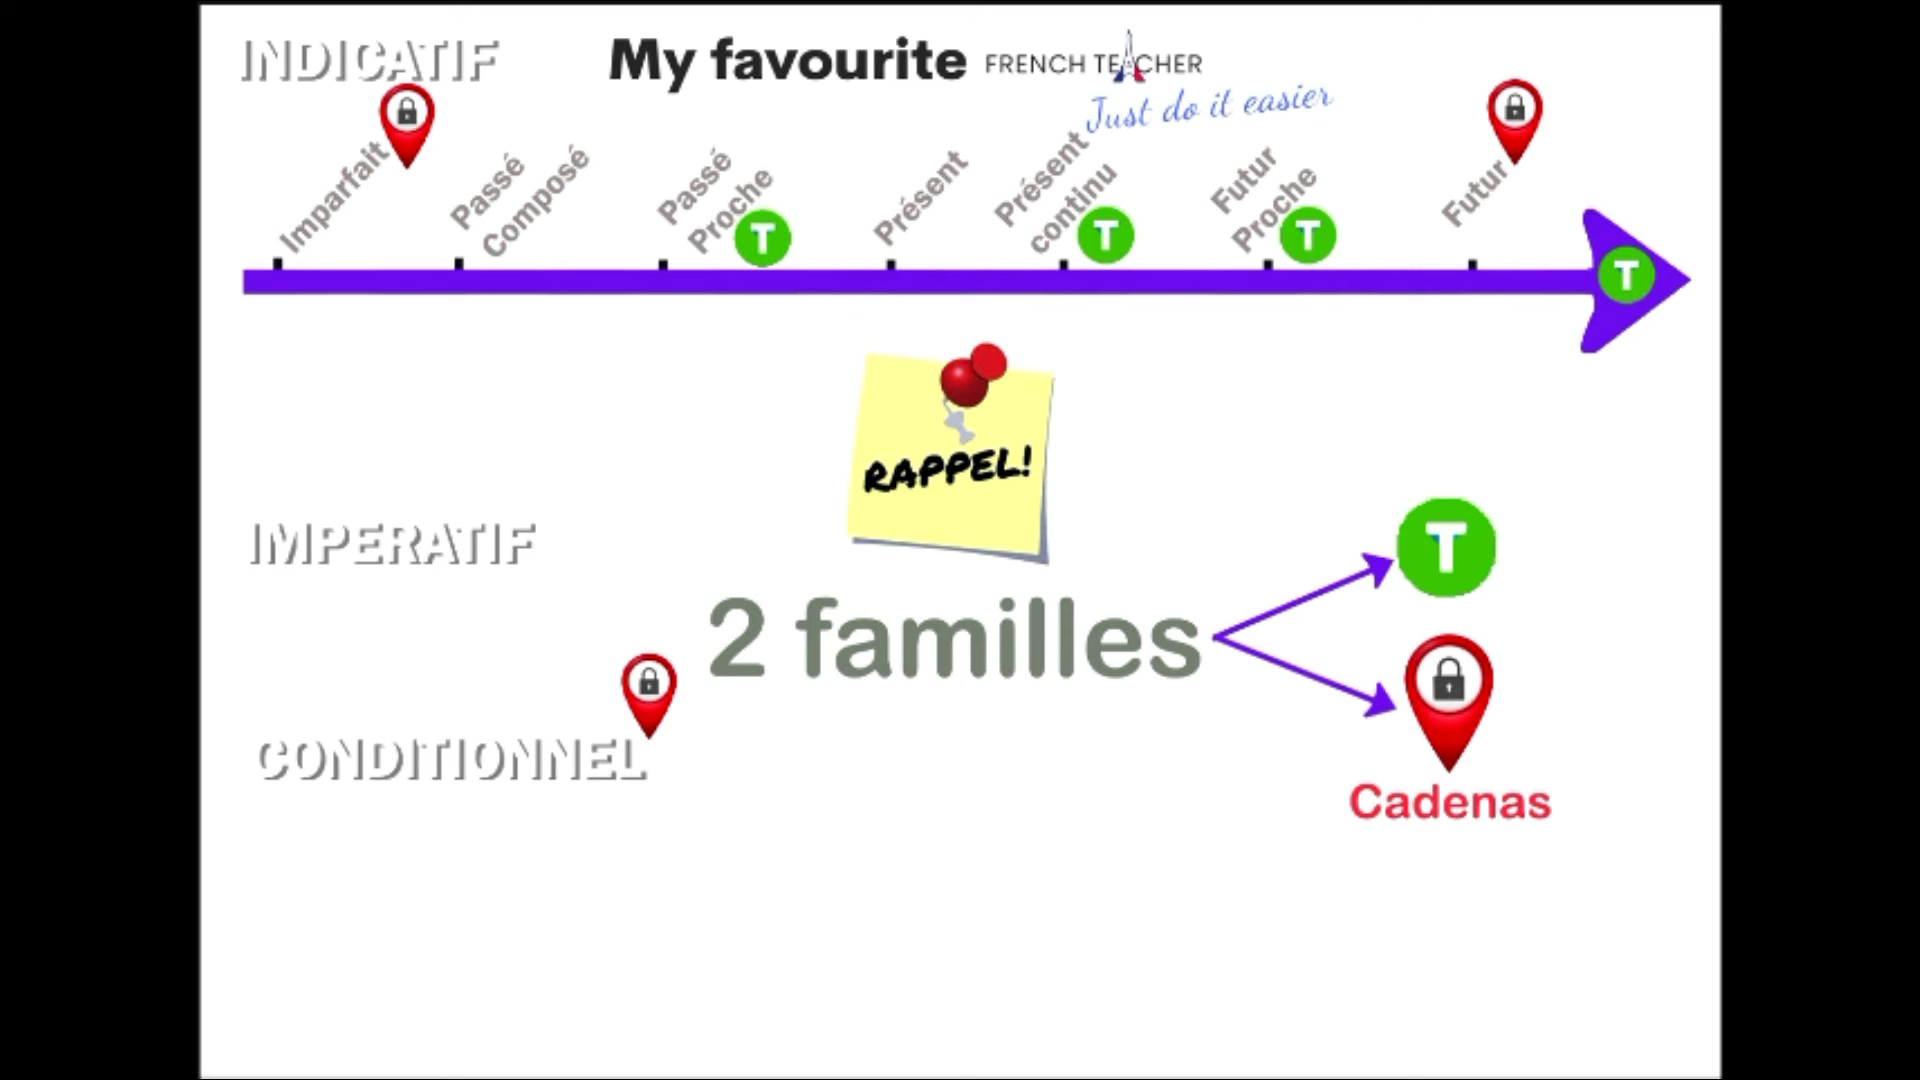 INDICATIF
My favourite FRENCH TEACHER
Just do it easier
Imparfait
Passé
Composé
Passé
Proche
T
Présent
Présent
continu
T
Futur
Proche
T
Futur
T
RAPPEL!
IMPERATIF
T
2 familles
CONDITIONNEL
Cadenas